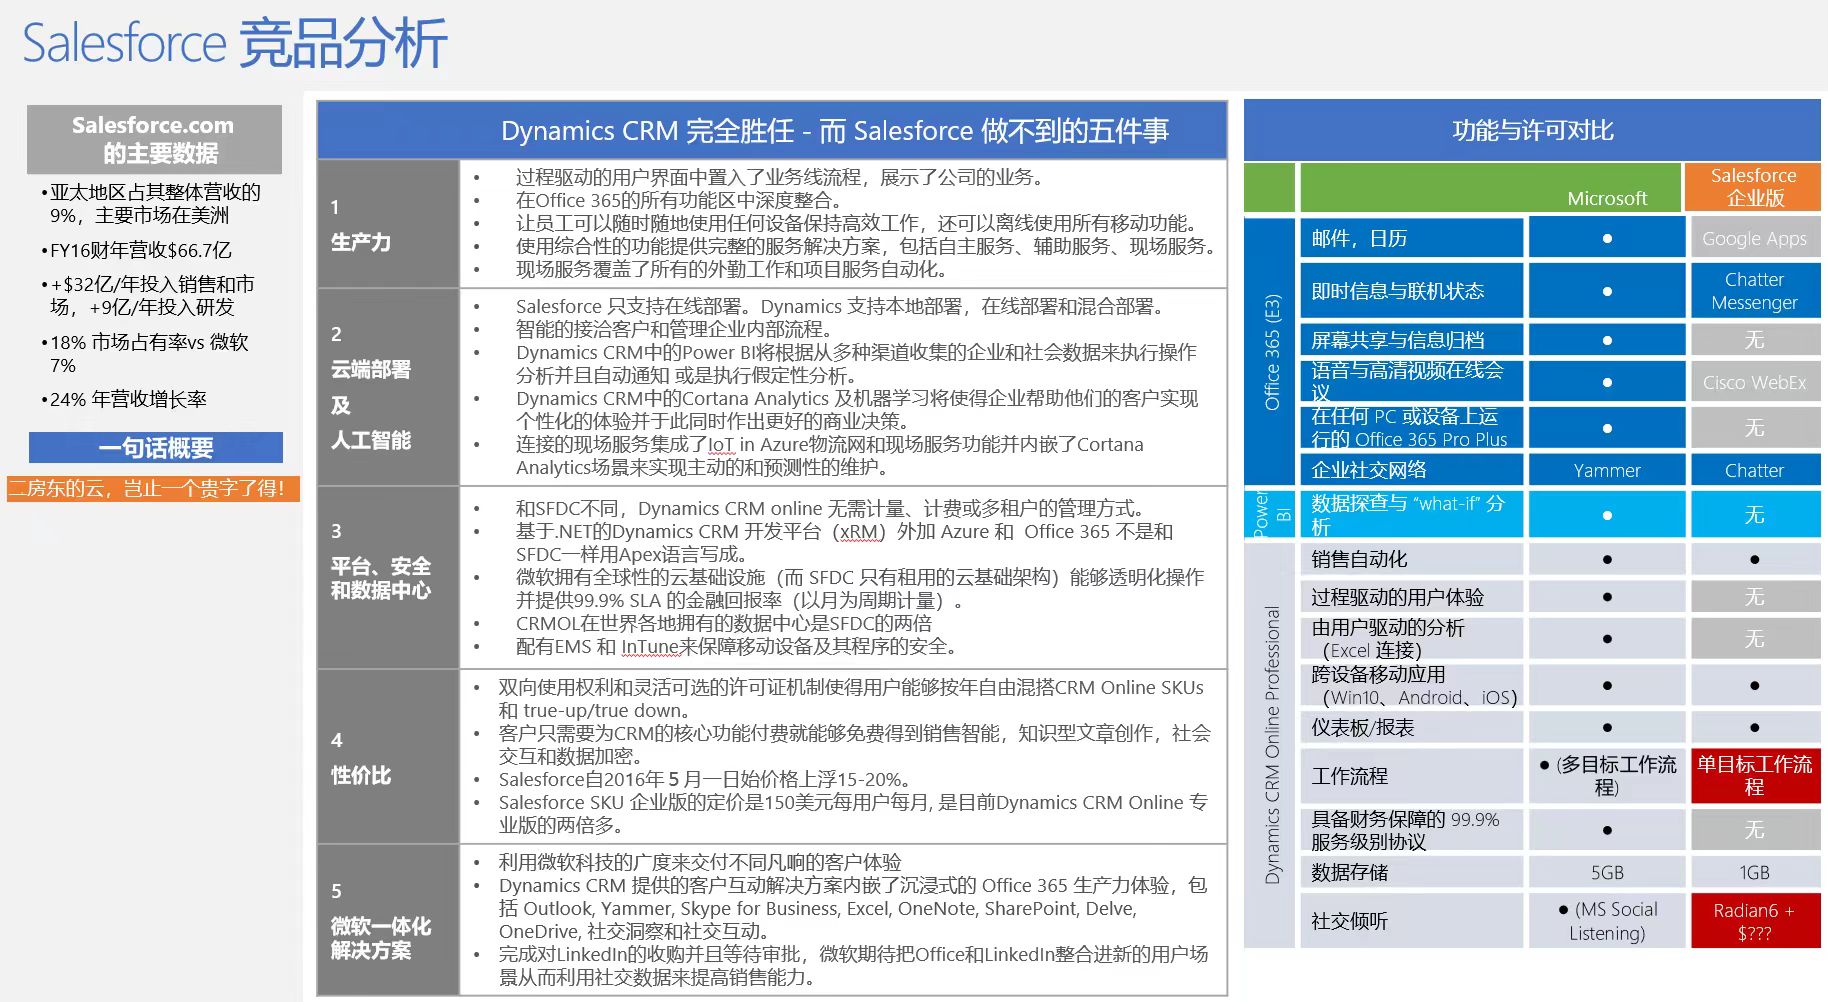 Salesforce 竞品分析
Salesforce.com
的主要数据
•亚太地区占其整体营收的
9%，主要市场在美洲
•FY16财年营收$66.7亿
•+$32亿/年投入销售和市
场，+9亿/年投入研发
•18% 市场占有率vs 微软
7%
•24% 年营收增长率
一句话概要
二房东的云，岂止一个贵字了得！
Dynamics CRM 完全胜任 - 而 Salesforce 做不到的五件事
1
生产力
• 过程驱动的用户界面中置入了业务线流程，展示了公司的业务。
• 在Office 365的所有功能区中深度整合。
• 让员工可以随时随地使用任何设备保持高效工作，还可以离线使用所有移动功能。
• 使用综合性的功能提供完整的服务解决方案，包括自主服务、辅助服务、现场服务。
• 现场服务覆盖了所有的外勤工作和项目服务自动化。
2
云端部署
及
人工智能
• Salesforce 只支持在线部署。Dynamics 支持本地部署，在线部署和混合部署。
• 智能的接洽客户和管理企业内部流程。
• Dynamics CRM中的Power BI将根据从多种渠道收集的企业和社会数据来执行操作
分析并且自动通知 或是执行假定性分析。
• Dynamics CRM中的Cortana Analytics 及机器学习将使得企业帮助他们的客户实现
个性化的体验并于此同时作出更好的商业决策。
• 连接的现场服务集成了IoT in Azure物流网和现场服务功能并内嵌了Cortana
Analytics场景来实现主动的和预测性的维护。
3
平台、安全
和数据中心
• 和SFDC不同，Dynamics CRM online 无需计量、计费或多租户的管理方式。
• 基于.NET的Dynamics CRM 开发平台（xRM）外加 Azure 和 Office 365 不是和
SFDC一样用Apex语言写成。
• 微软拥有全球性的云基础设施（而 SFDC 只有租用的云基础架构）能够透明化操作
并提供99.9% SLA 的金融回报率（以月为周期计量）。
• CRMOL在世界各地拥有的数据中心是SFDC的两倍
• 配有EMS 和 InTune来保障移动设备及其程序的安全。
4
性价比
• 双向使用权利和灵活可选的许可证机制使得用户能够按年自由混搭CRM Online SKUs
和 true-up/true down。
• 客户只需要为CRM的核心功能付费就能够免费得到销售智能，知识型文章创作，社会
交互和数据加密。
• Salesforce自2016年 5 月一日始价格上浮15-20%。
• Salesforce SKU 企业版的定价是150美元每用户每月, 是目前Dynamics CRM Online 专
业版的两倍多。
5
微软一体化
解决方案
• 利用微软科技的广度来交付不同凡响的客户体验
• Dynamics CRM 提供的客户互动解决方案内嵌了沉浸式的 Office 365 生产力体验，包
括 Outlook, Yammer, Skype for Business, Excel, OneNote, SharePoint, Delve,
OneDrive, 社交洞察和社交互动。
• 完成对LinkedIn的收购并且等待审批，微软期待把Office和LinkedIn整合进新的用户场
景从而利用社交数据来提高销售能力。
功能与许可对比
Microsoft
Salesforce
企业版
Office 365 (E3)
邮件，日历 ● Google Apps
即时信息与联机状态 ● Chatter
Messenger
屏幕共享与信息归档 ● 无
语音与高清视频在线会
议 ● Cisco WebEx
在任何 PC 或设备上运
行的 Office 365 Pro Plus ● 无
企业社交网络 Yammer Chatter
Power
BI
数据探查与 “what-if” 分
析 ● 无
Dynamics CRM Online Professional
销售自动化 ● ●
过程驱动的用户体验 ● 无
由用户驱动的分析
（Excel 连接） ● 无
跨设备移动应用
（Win10、Android、iOS） ● ●
仪表板/报表 ● ●
工作流程
● (多目标工作流
程)
单目标工作流
程
具备财务保障的 99.9%
服务级别协议 ● 无
数据存储 5GB 1GB
社交倾听
● (MS Social
Listening)
Radian6 +
$???